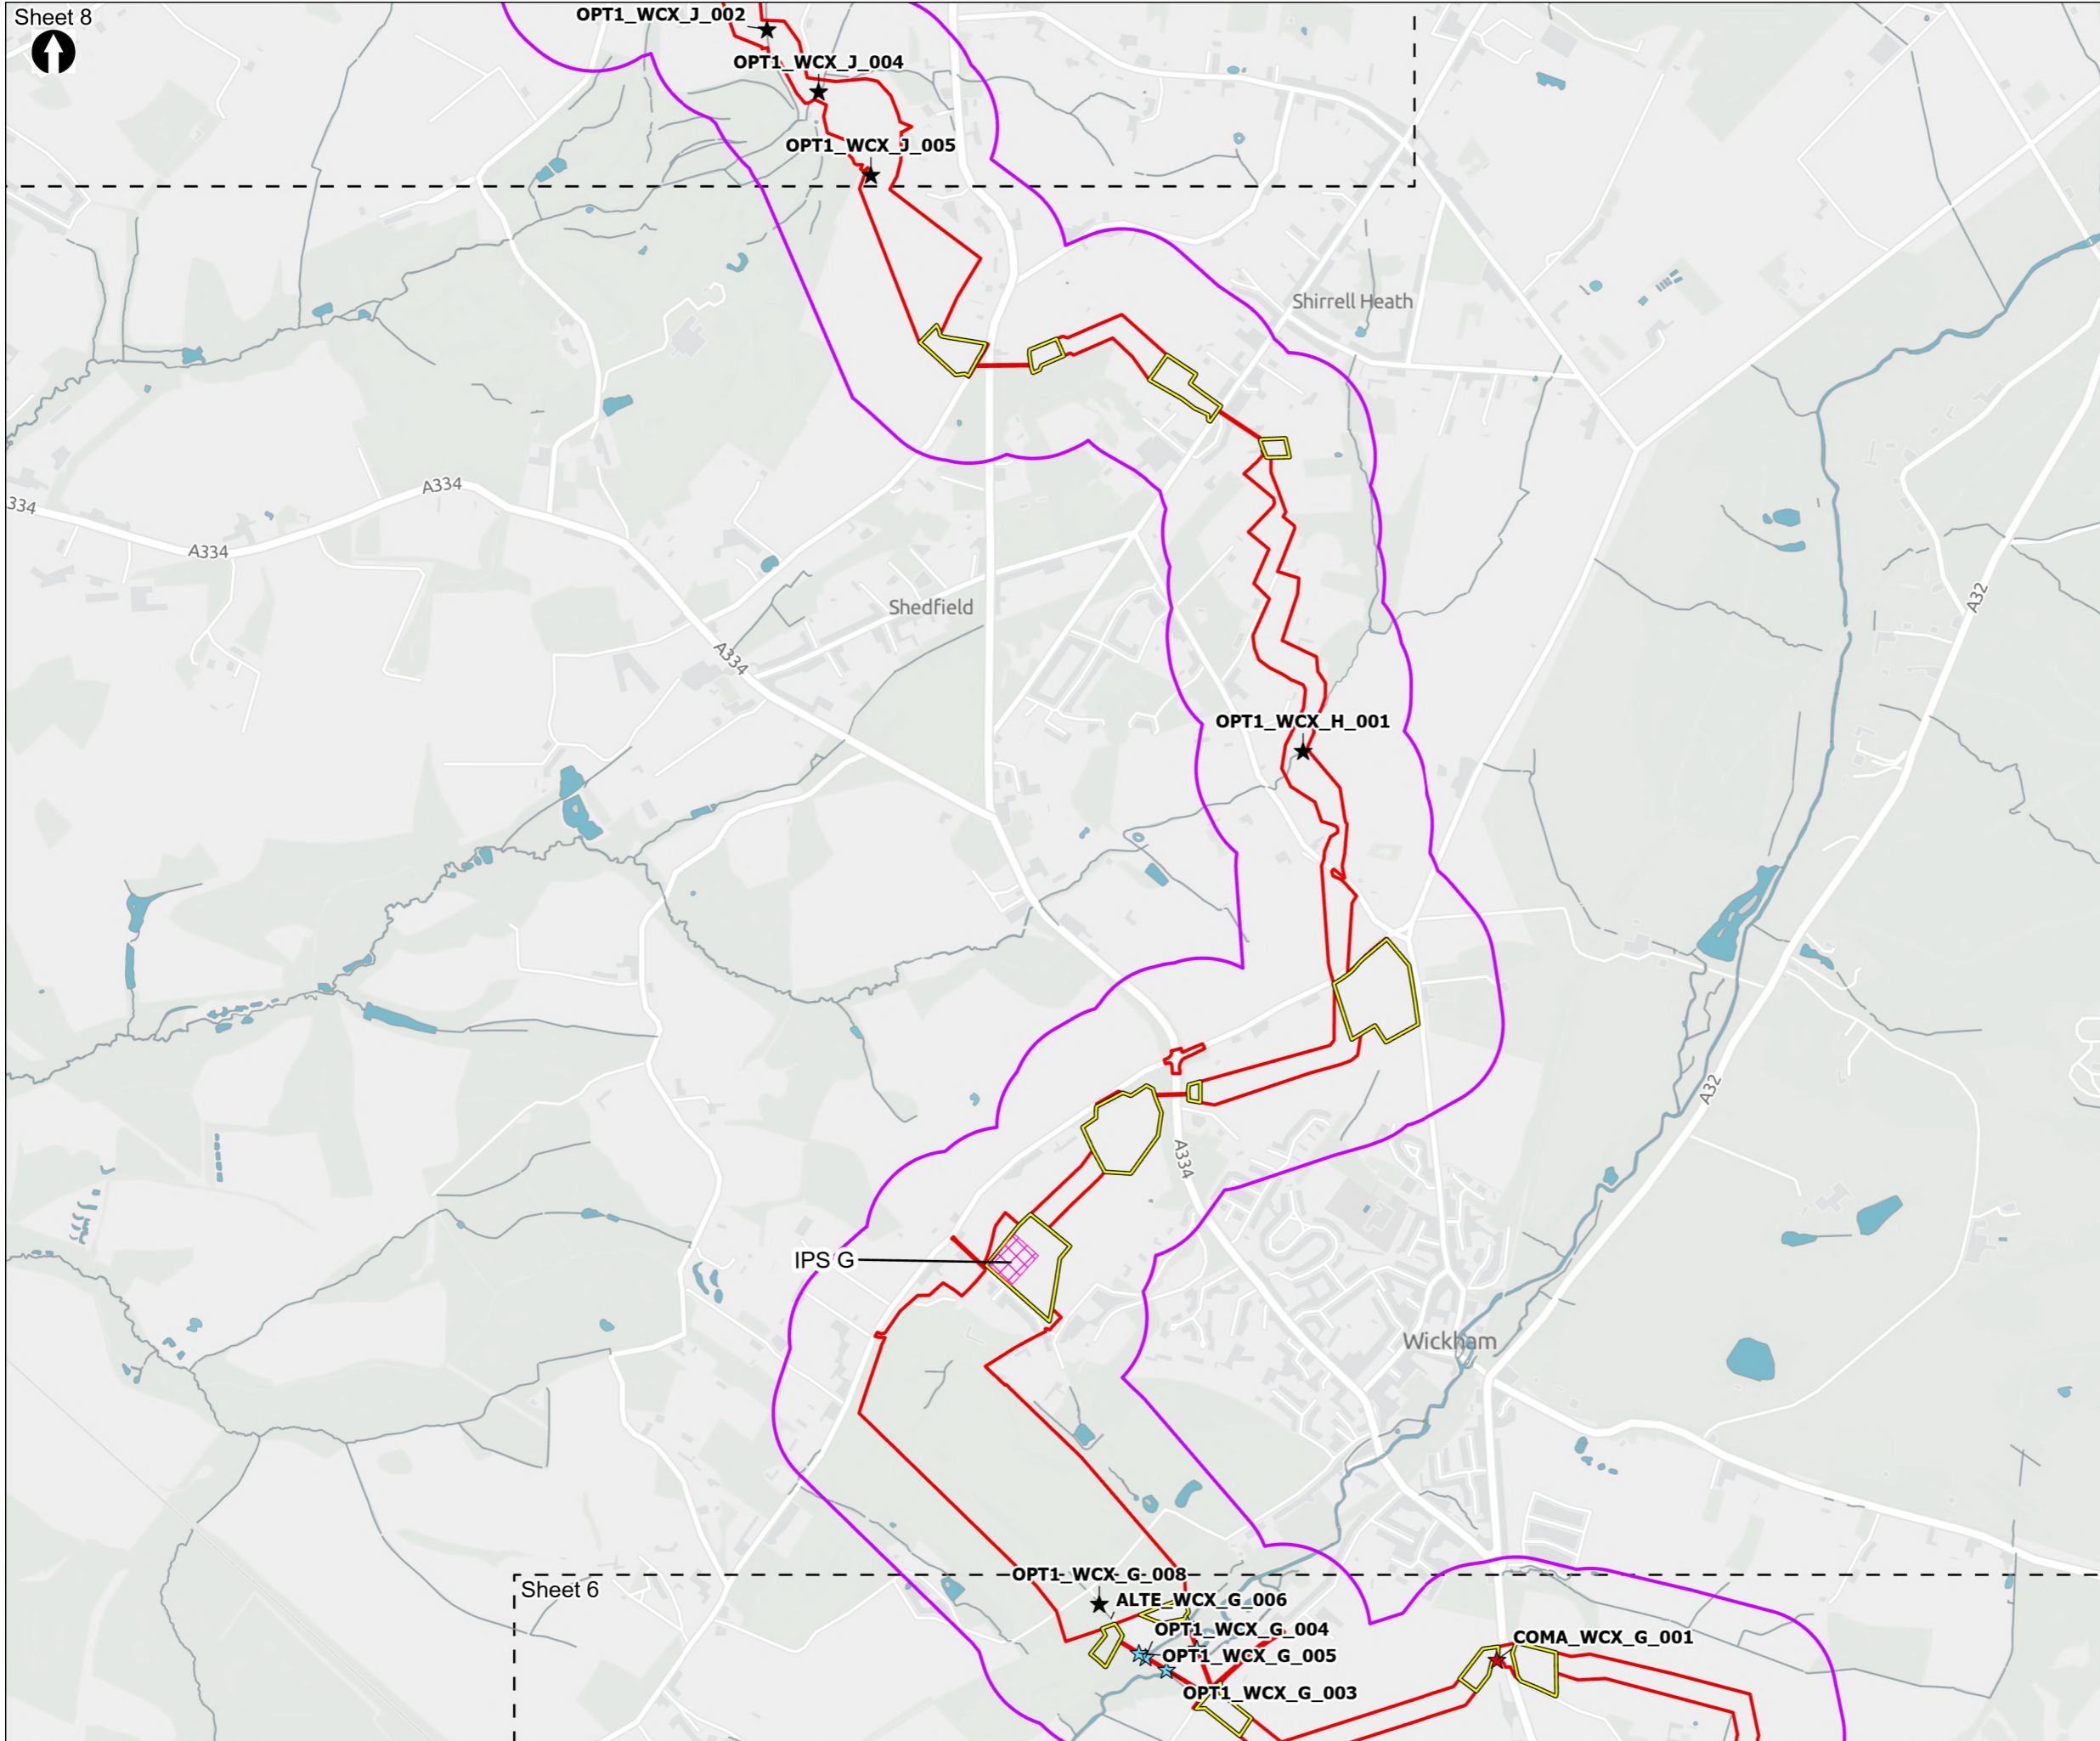 Sheet 8
OPT1_WCX_J_002
OPT1_WCX_J_004
OPT1_WCX_J_005
Shirrell Heath
A334
334
A334
A32
Shedfield
A334
OPT1_WCX_H_001
A32
A334
IPS G
Wickham
OPT1_WCX_G_008
Sheet 6
ALTE_WCX_G_006
OPT1_WCX_G_004
COMA_WCX_G_001
OPT1_WCX_G_005
OPT1_WCX_G_003